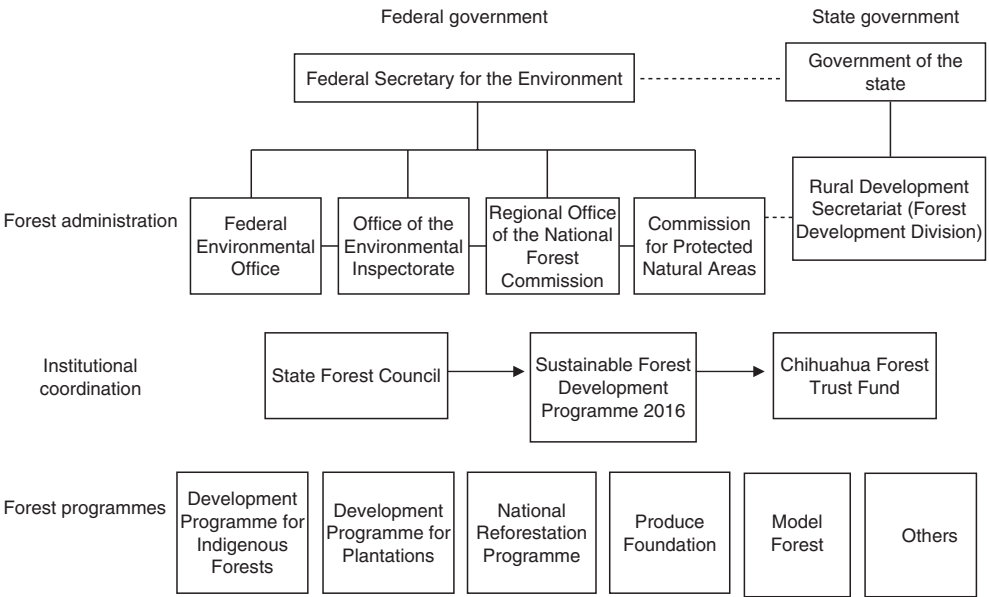 Federal government
State government
Federal Secretary for the Environment
Government of the
state
Forest administration
Federal
Environmental
Office
Office of the
Environmental
Inspectorate
Regional Office
of the National
Forest
Commission
Commission
for Protected
Natural Areas
Rural Development
Secretariat (Forest
Development Division)
Institutional
coordination
State Forest Council
Sustainable Forest
Development
Programme 2016
Chihuahua Forest
Trust Fund
Forest programmes
Development
Programme for
Indigenous
Forests
Development
Programme for
Plantations
National
Reforestation
Programme
Produce
Foundation
Model
Forest
Others